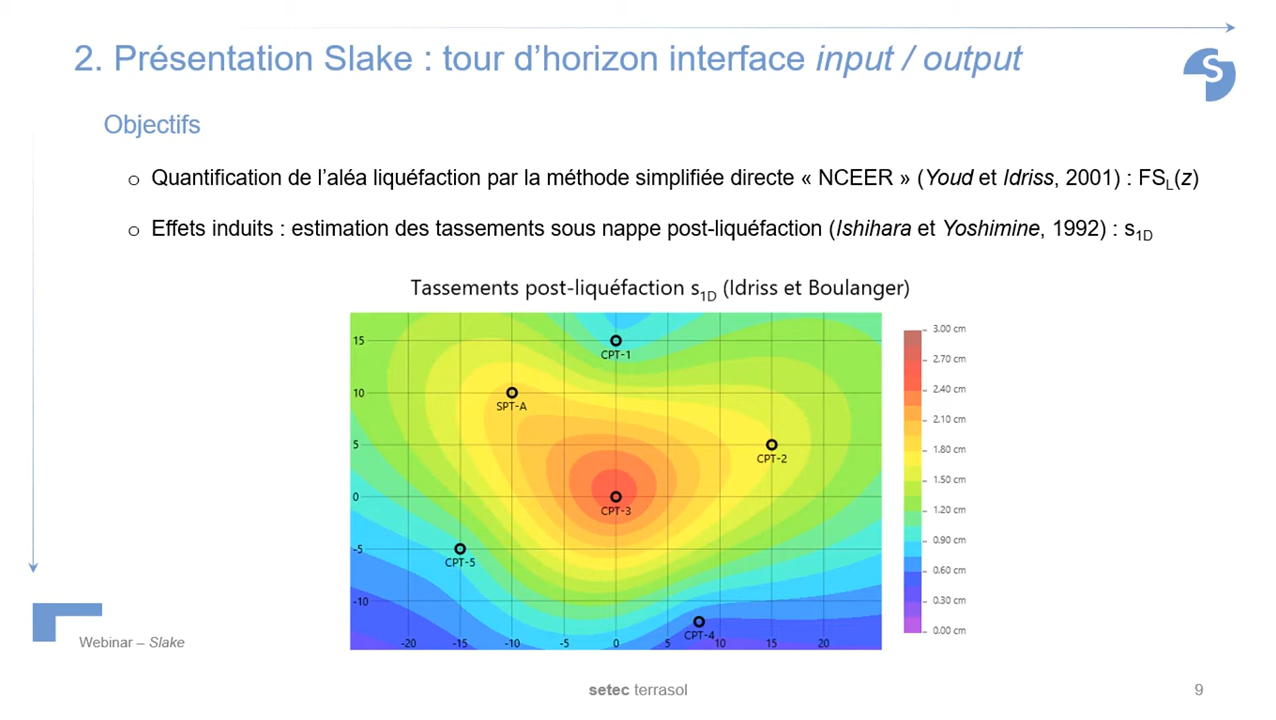 2. Présentation Slake : tour d’horizon interface input / output
S
Objectifs
o Quantification de l’aléa liquéfaction par la méthode simplifiée directe « NCEER » (Youd et Idriss, 2001) : FSL(z)
o Effets induits : estimation des tassements sous nappe post-liquéfaction (Ishihara et Yoshimine, 1992) : s1D
Tassements post-liquéfaction s1D (Idriss et Boulanger)
15
10
5
0
-5
-10
-20 -15 -10 -5 0 5 10 15 20
CPT-1
SPT-A
CPT-2
CPT-3
CPT-5
CPT-4
3.00 cm
2.70 cm
2.40 cm
2.10 cm
1.80 cm
1.50 cm
1.20 cm
0.90 cm
0.60 cm
0.30 cm
0.00 cm
Webinar – Slake
setec terrasol
9